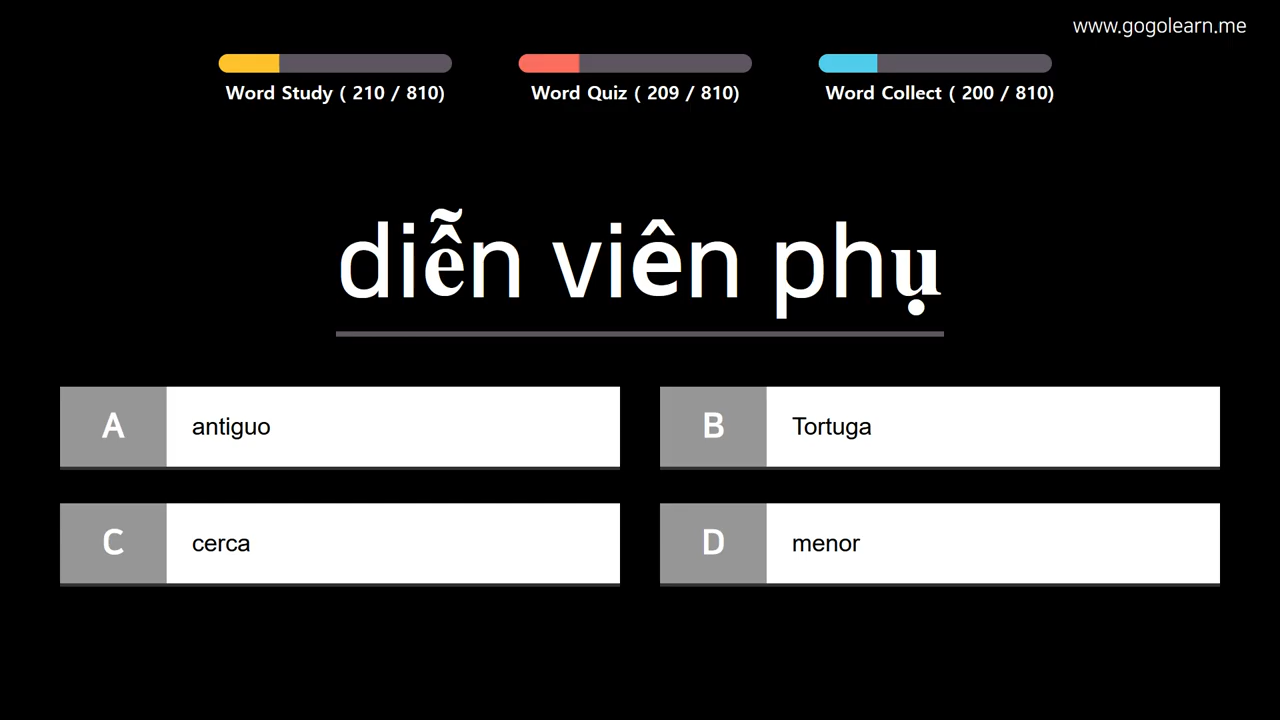 www.gogolearn.me
Word Study ( 210 / 810)
Word Quiz ( 209 / 810)
Word Collect ( 200 / 810)
diễn viên phụ
A antiguo
B Tortuga
C cerca
D menor